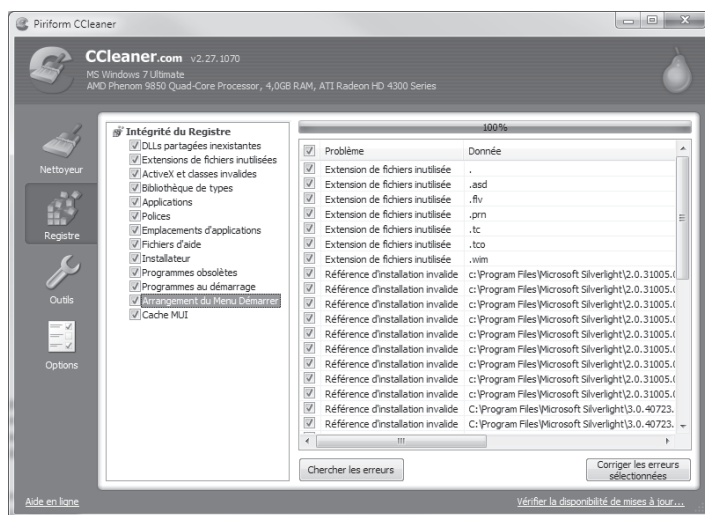 Piriform CCleaner
CCleaner.com v2.27.1070
MS Windows 7 Ultimate
AMD Phenom 9850 Quad-Core Processor, 4,0GB RAM, ATI Radeon HD 4300 Series
Nettoyeur
Registre
Outils
Options
Intégrité du Registre
DLLs partagées inexistantes
Extensions de fichiers inutilisées
ActiveX et classes invalides
Bibliothèque de types
Applications
Polices
Emplacements d'applications
Fichiers d'aide
Installateur
Programmes obsolètes
Programmes au démarrage
Arrangement du Menu Démarrer
Cache MUI
100%
Problème Donnée
Extension de fichiers inutilisée .
Extension de fichiers inutilisée .asd
Extension de fichiers inutilisée .flv
Extension de fichiers inutilisée .prn
Extension de fichiers inutilisée .tc
Extension de fichiers inutilisée .tco
Extension de fichiers inutilisée .wim
Référence d'installation invalide c:\Program Files\Microsoft Silverlight\2.0.31005.0
Référence d'installation invalide c:\Program Files\Microsoft Silverlight\2.0.31005.0
Référence d'installation invalide c:\Program Files\Microsoft Silverlight\2.0.31005.0
Référence d'installation invalide c:\Program Files\Microsoft Silverlight\2.0.31005.0
Référence d'installation invalide c:\Program Files\Microsoft Silverlight\2.0.31005.0
Référence d'installation invalide c:\Program Files\Microsoft Silverlight\2.0.31005.0
Référence d'installation invalide c:\Program Files\Microsoft Silverlight\2.0.31005.0
Référence d'installation invalide c:\Program Files\Microsoft Silverlight\2.0.31005.0
Référence d'installation invalide C:\Program Files\Microsoft Silverlight\3.0.40723.
Référence d'installation invalide C:\Program Files\Microsoft Silverlight\3.0.40723.
Chercher les erreurs
Corriger les erreurs
sélectionnées
Aide en ligne
Vérifier la disponibilité de mises à jour...